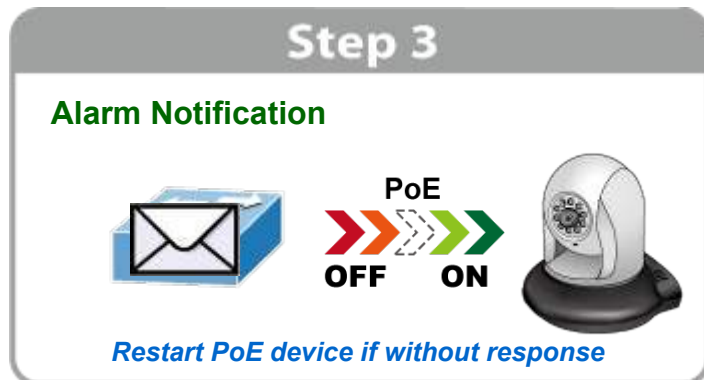 Step 3
Alarm Notification
PoE
OFF ON
Restart PoE device if without response